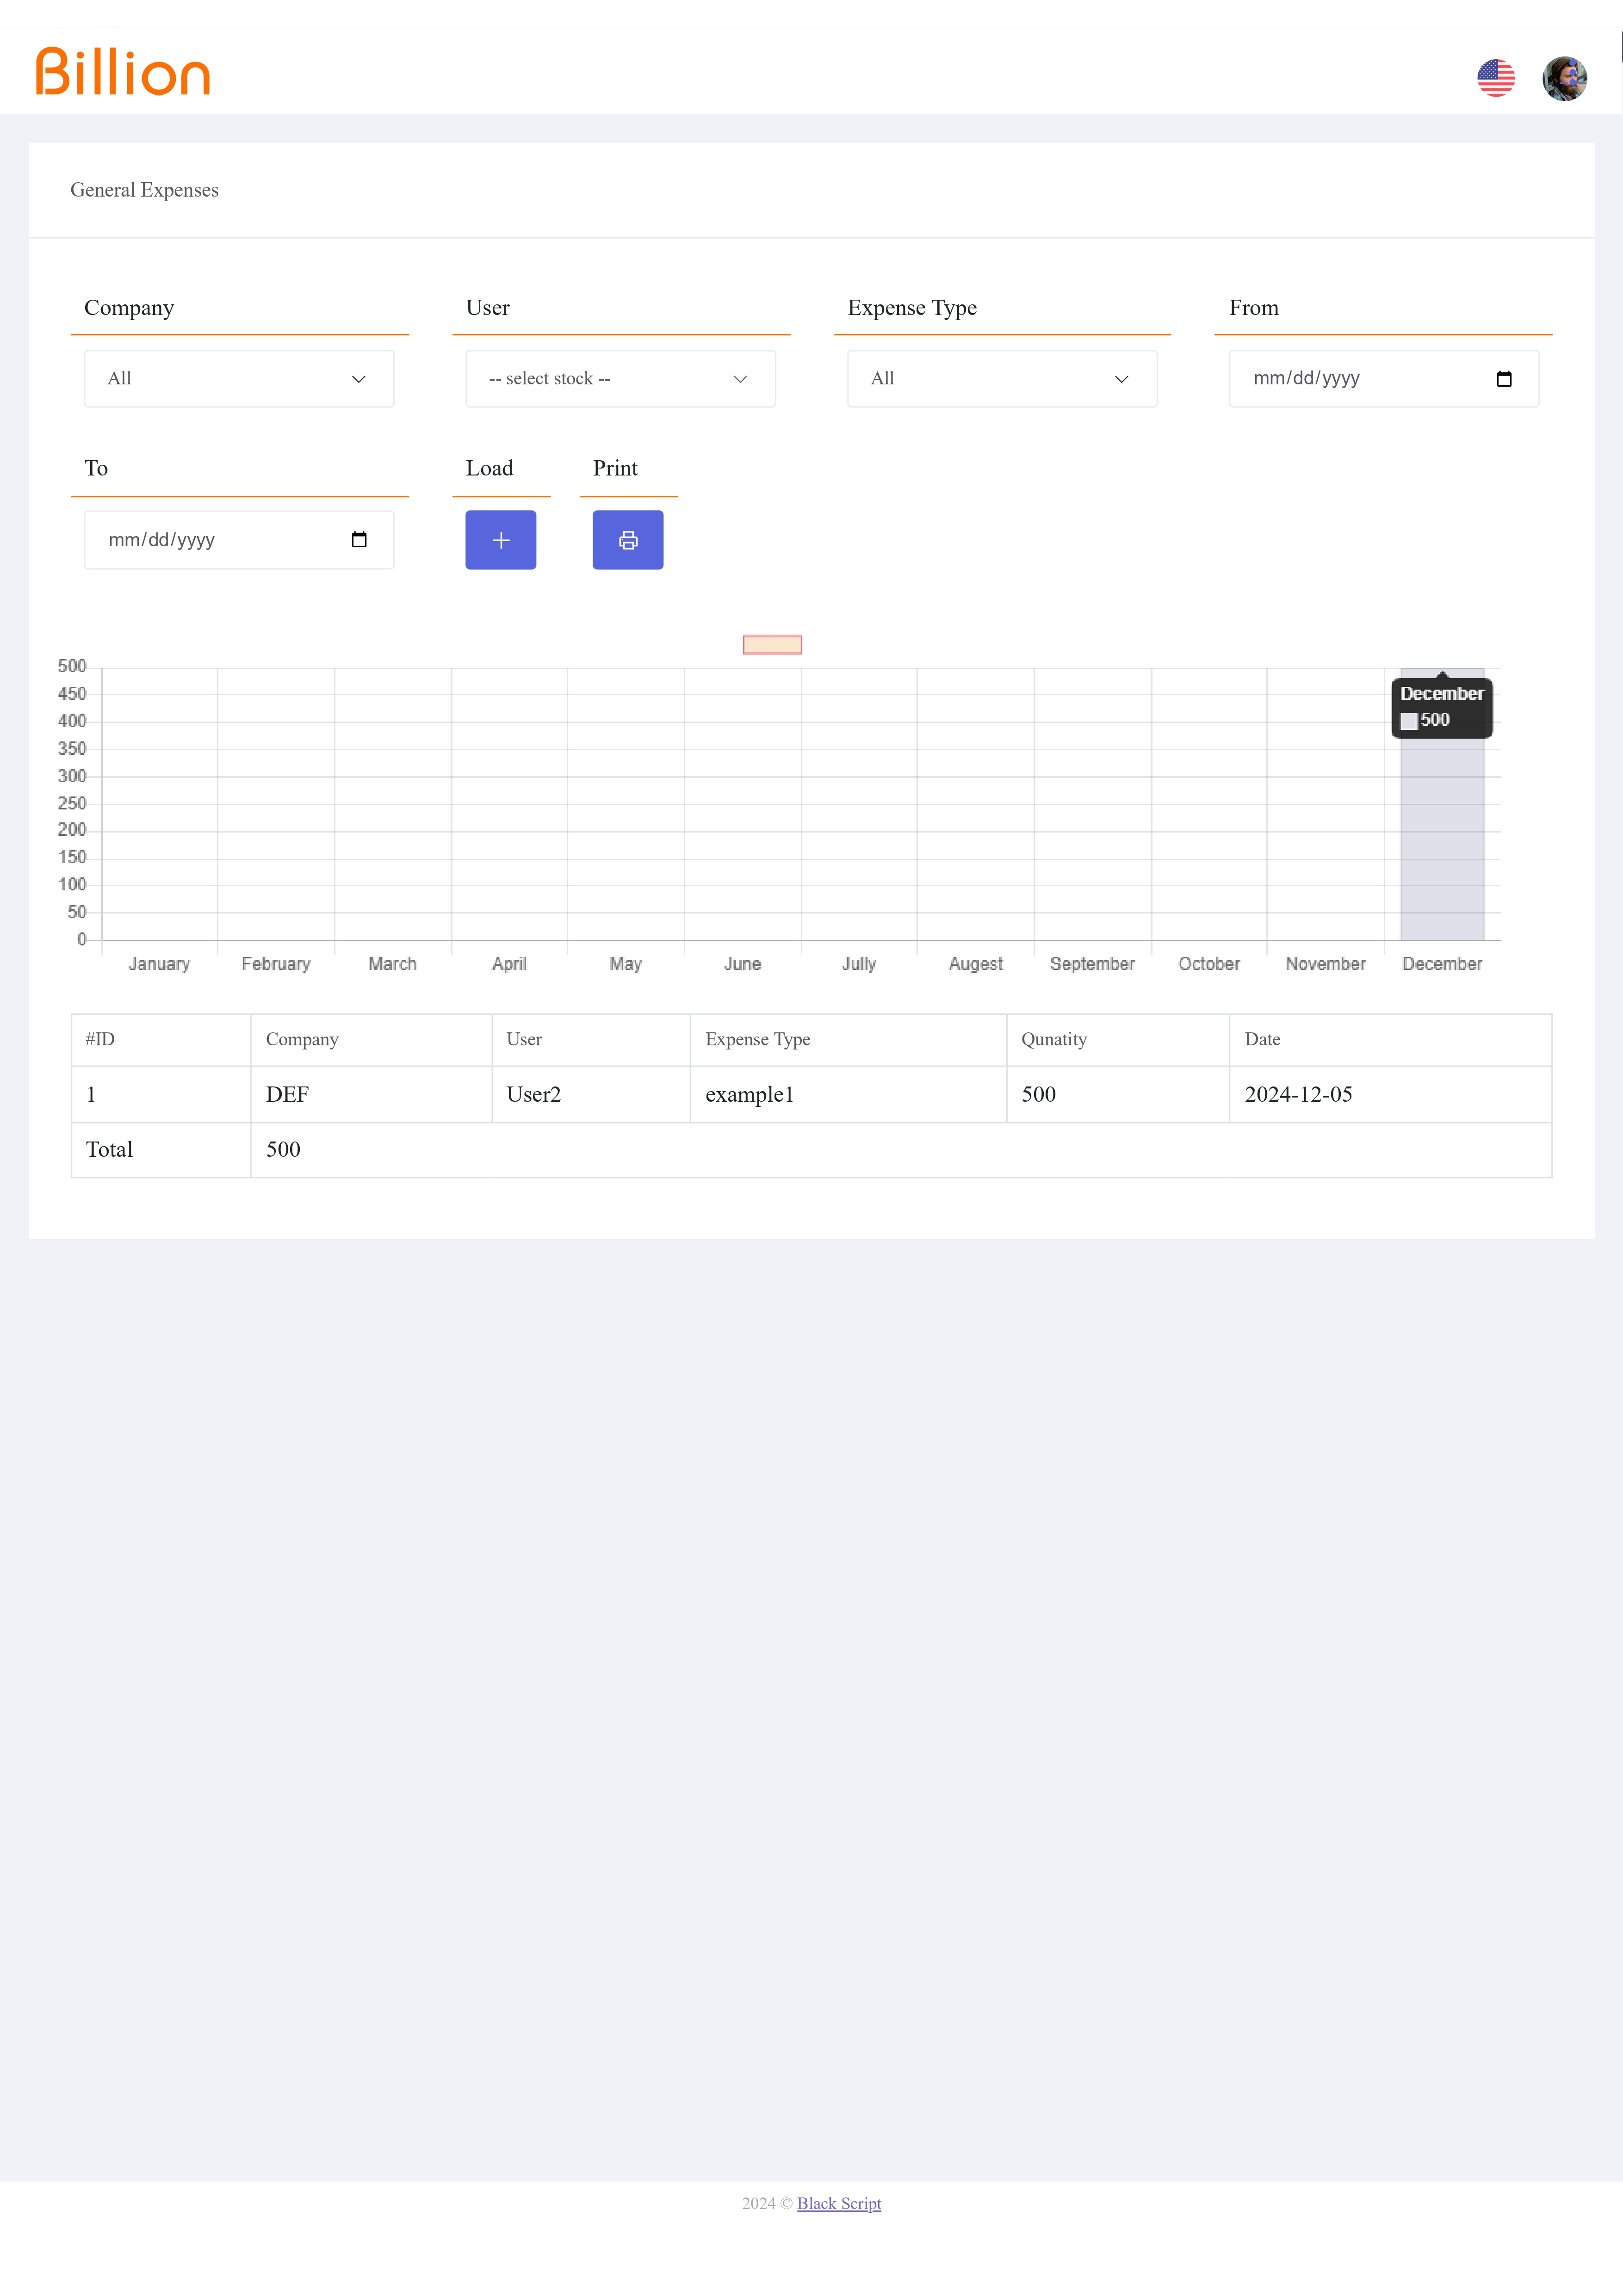 Billion
General Expenses
Company User Expense Type From
All -- select stock -- All mm/dd/yyyy
To Load Print
mm/dd/yyyy
500
450
400
350
300
250
200
150
100
50
0
December
500
January February March April May June Jully Augest September October November December
#ID Company User Expense Type Qunatity Date
1 DEF User2 example1 500 2024-12-05
Total 500
2024 © Black Script